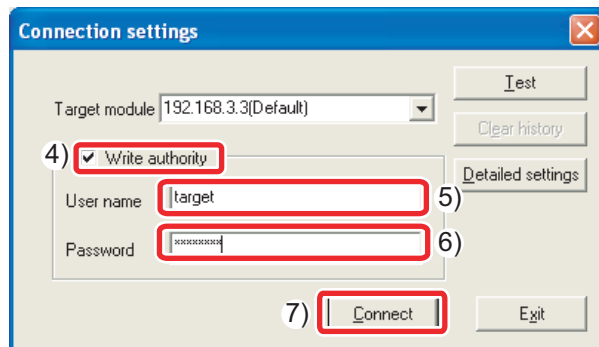 Connection settings
Test
Target module 192.168.3.3(Default)
Clear history
4) Write authority
Detailed settings
User name target 5)
Password xxxxxxxx 6)
7) Connect Exit